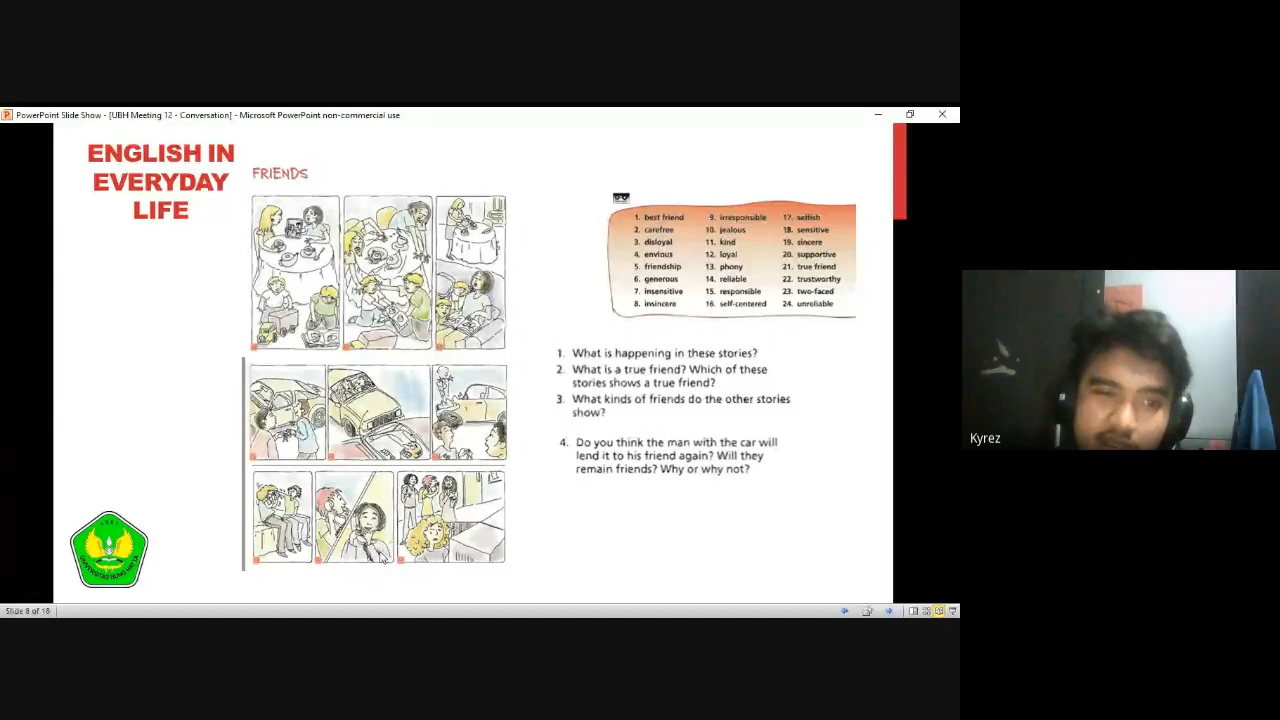 PowerPoint Slide Show - [UBH Meeting 12 - Conversation] - Microsoft PowerPoint non-commercial use
ENGLISH IN
EVERYDAY
LIFE
FRIENDS
1. best friend
2. carefree
3. disloyal
4. envious
5. friendship
6. generous
7. insensitive
8. insincere
9. irresponsible
10. jealous
11. kind
12. loyal
13. phony
14. reliable
15. responsible
16. self-centered
17. selfish
18. sensitive
19. sincere
20. supportive
21. true friend
22. trustworthy
23. two-faced
24. unreliable
1. What is happening in these stories?
2. What is a true friend? Which of these
stories shows a true friend?
3. What kinds of friends do the other stories
show?
4. Do you think the man with the car will
lend it to his friend again? Will they
remain friends? Why or why not?
UNIVERSITAS BUNG HATTA
Slide 8 of 18
Kyrez